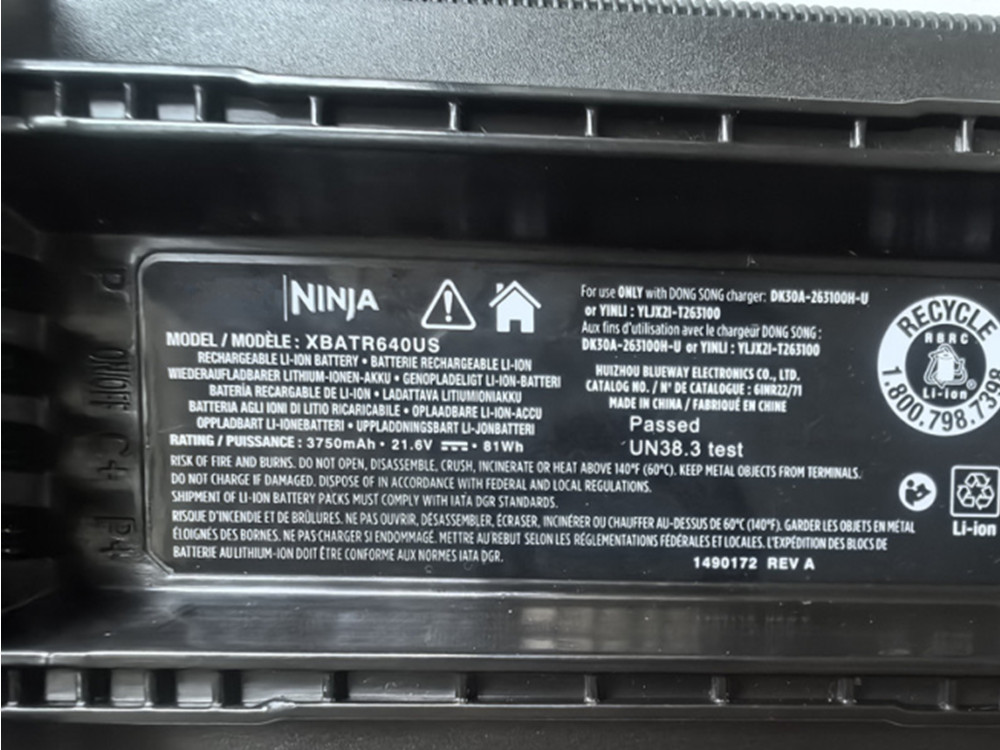 NINJA
MODEL / MODÈLE : XBATR640US
RECHARGEABLE LI-ION BATTERY • BATTERIE RECHARGEABLE LI-ION
WIEDERAUFLADBARER LITHIUM-IONEN-AKKU • GENOPLADELIGT LI-ION-BATTERI
BATERÍA RECARGABLE DE LI-ION • LADATTAVA LITIUMIONIAKKU
BATTERIA AGLI IONI DI LITIO RICARICABILE • OPLAADBARE LI-ION-ACCU
OPPLADBART LI-IONEBATTERI • UPPLADDNINGSBART LI-JONBATTERI
RATING / PUISSANCE : 3750mAh • 21.6V • 81Wh
For use ONLY with DONG SONG charger: DK30A-263100H-U
or YINLI : YLJX21-T263100
Aux fins d'utilisation avec le chargeur DONG SONG :
DK30A-263100H-U or YINLI : YLJX21-T263100
HUIZHOU BLUEWAY ELECTRONICS CO., LTD.
CATALOG NO. / N° DE CATALOGUE : 6INR22/71
MADE IN CHINA / FABRIQUÉ EN CHINE
Passed
UN38.3 test
RECYCLE
RBRC
Li-ion
1.800.798.7398
RISK OF FIRE AND BURNS. DO NOT OPEN, DISASSEMBLE, CRUSH, INCINERATE OR HEAT ABOVE 140°F (60°C). KEEP METAL OBJECTS FROM TERMINALS.
DO NOT CHARGE IF DAMAGED. DISPOSE OF IN ACCORDANCE WITH FEDERAL AND LOCAL REGULATIONS.
SHIPMENT OF LI-ION BATTERY PACKS MUST COMPLY WITH IATA DGR STANDARDS.
RISQUE D'INCENDIE ET DE BRÛLURES. NE PAS OUVRIR, DÉSASSEMBLER, ÉCRASER, INCINÉRER OU CHAUFFER AU-DESSUS DE 60°C (140°F). GARDER LES OBJETS EN MÉTAL
ÉLOIGNÉS DES BORNES. NE PAS CHARGER SI ENDOMMAGÉ. METTRE AU REBUT SELON LES RÉGLEMENTATIONS FÉDÉRALES ET LOCALES. L'EXPÉDITION DES BLOCS DE
BATTERIE AU LITHIUM-ION DOIT ÊTRE CONFORME AUX NORMES IATA DGR.
1490172 REV A
Li-ion